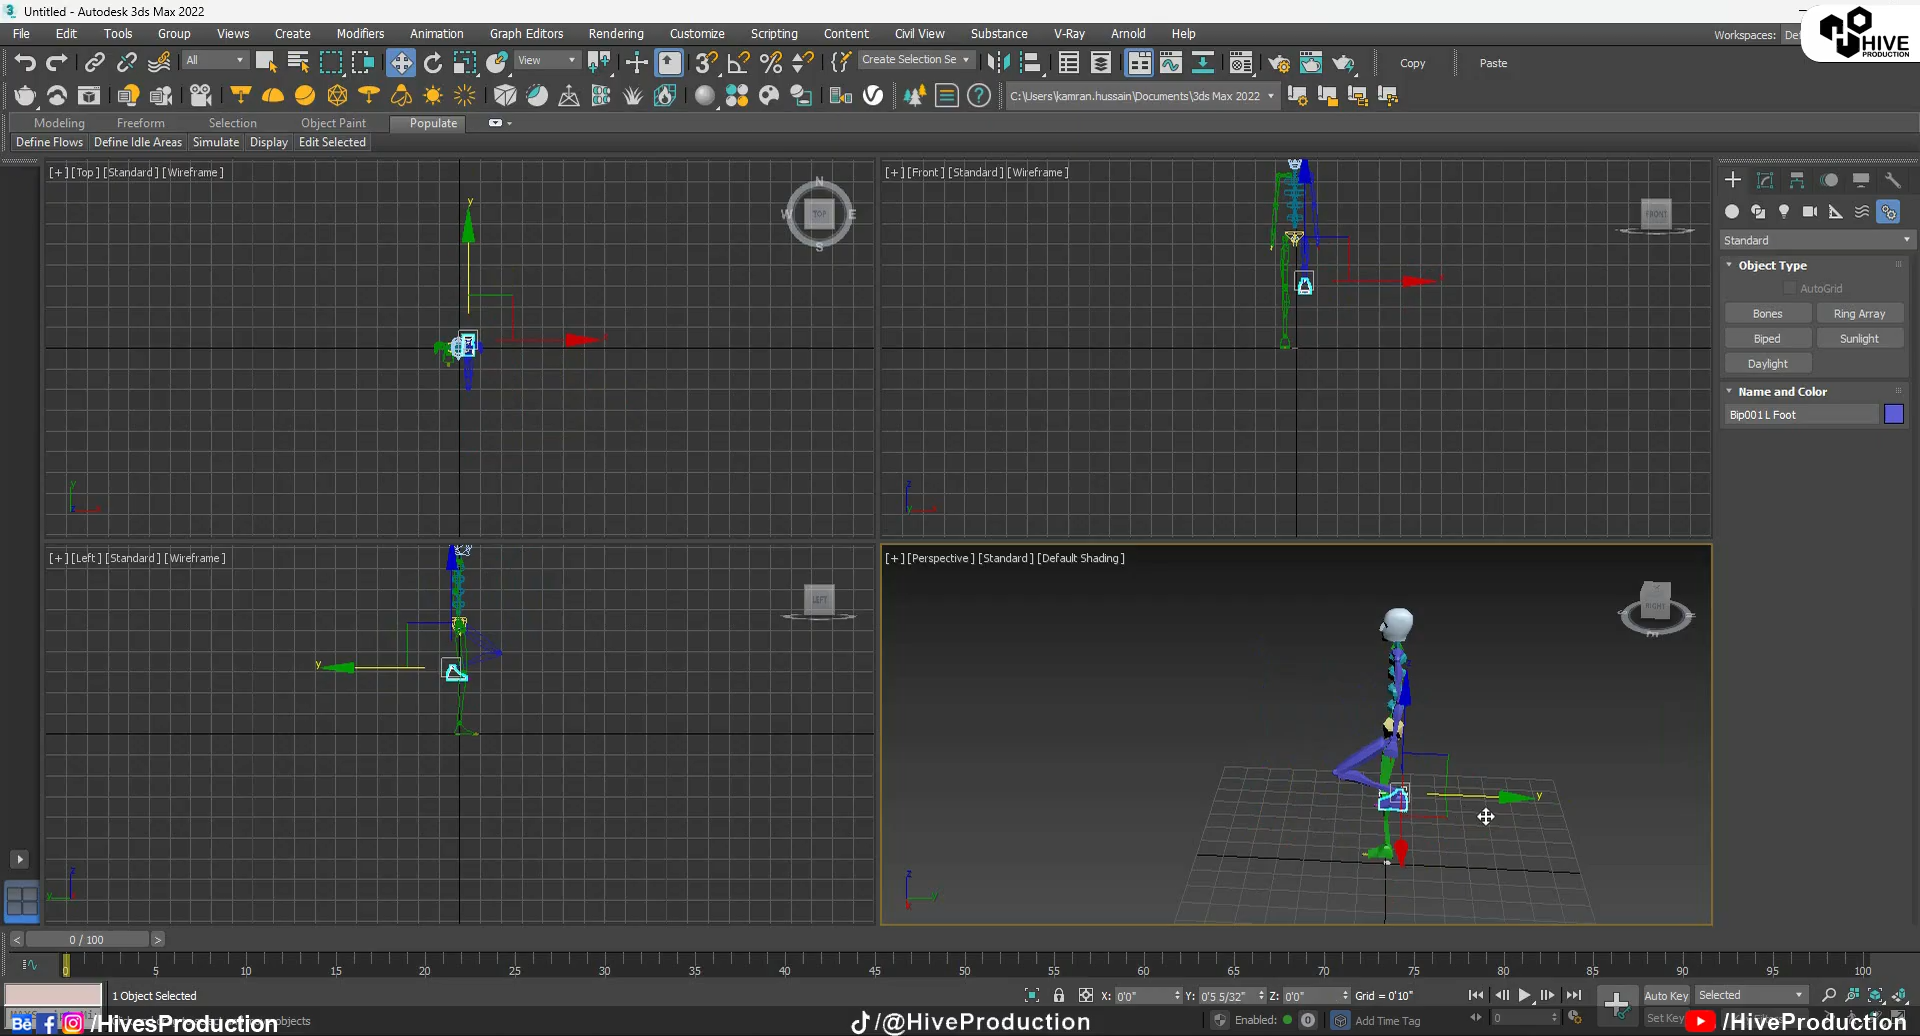 Untitled - Autodesk 3ds Max 2022
File Edit Tools Group Views Create Modifiers Animation Graph Editors Rendering Customize Scripting Content Civil View Substance V-Ray Arnold Help
Workspaces:
HIVE
PRODUCTION
All View Create Selection Se Copy Paste
C:\Users\kamran.hussain\Documents\3ds Max 2022
Modeling Freeform Selection Object Paint Populate
Define Flows Define Idle Areas Simulate Display Edit Selected
[+] [Top] [Standard] [Wireframe]
[+] [Front] [Standard] [Wireframe]
N
W TOP E
S
FRONT
y
Standard
Object Type
AutoGrid
Bones Ring Array
Biped Sunlight
Daylight
Name and Color
Bip001 L Foot
[+] [Left] [Standard] [Wireframe]
[+] [Perspective] [Standard] [Default Shading]
LEFT
RIGHT
y
y
< 0 / 100 >
0 5 10 15 20 25 30 35 40 45 50 55 60 65 70 75 80 85 90 95 100
1 Object Selected X: 0'0" Y: 0'5 5/32" Z: 0'0" Grid = 0'10" Auto Key Selected
Bē /HivesProduction
/@HiveProduction
Enabled: 0 Add Time Tag
0
Set Key
/HiveProduction